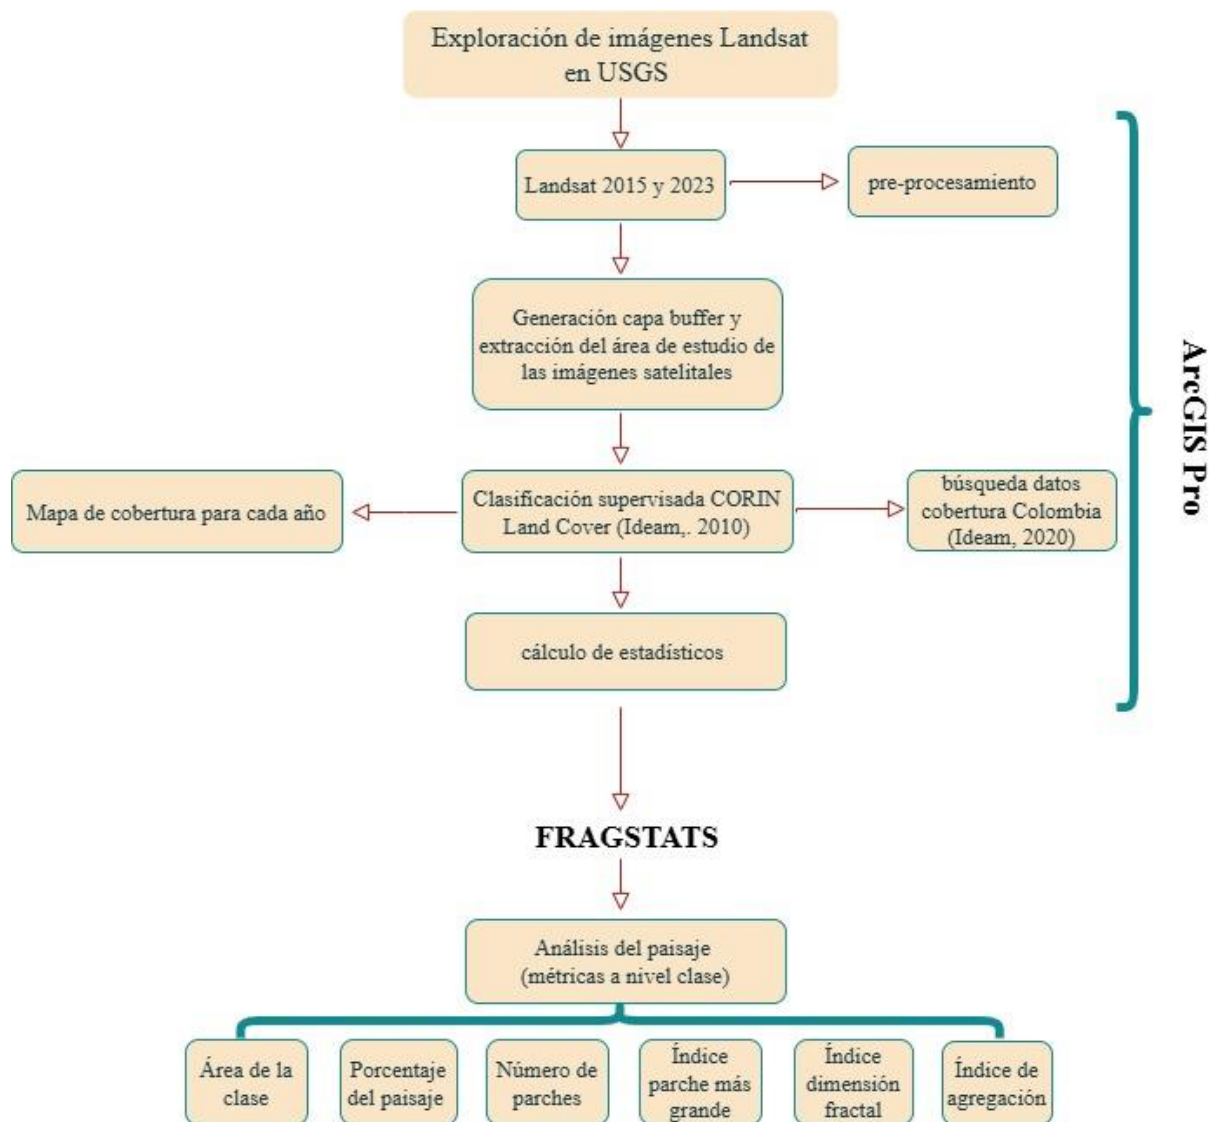 Exploración de imágenes Landsat
en USGS
Landsat 2015 y 2023
pre-procesamiento
Generación capa buffer y
extracción del área de estudio de
las imágenes satelitales
Mapa de cobertura para cada año
Clasificación supervisada CORIN
Land Cover (Ideam,. 2010)
búsqueda datos
cobertura Colombia
(Ideam, 2020)
cálculo de estadísticos
ArcGIS Pro
FRAGSTATS
Análisis del paisaje
(métricas a nivel clase)
Área de la
clase
Porcentaje
del paisaje
Número de
parches
Índice
parche más
grande
Índice
dimensión
fractal
Índice de
agregación